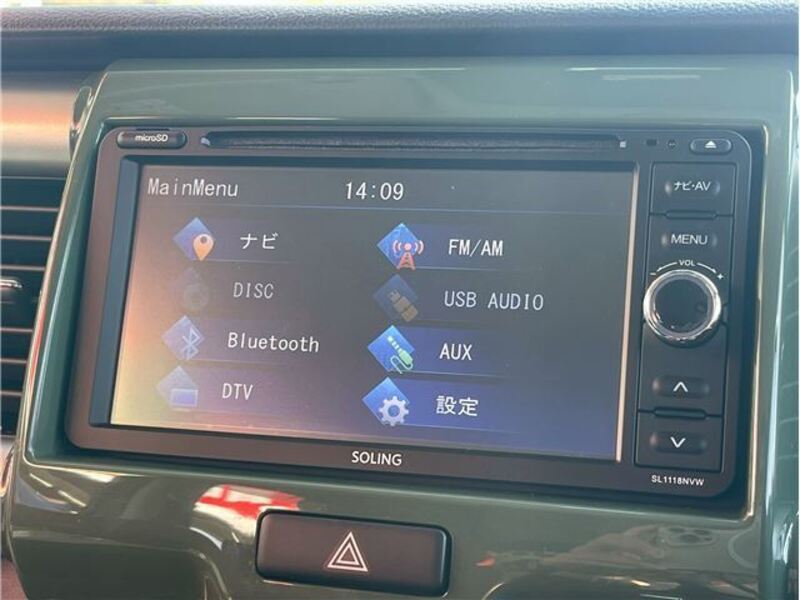 microSD
MainMenu 14:09
ナビ FM/AM
DISC USB AUDIO
Bluetooth AUX
DTV 設定
ナビ・AV
MENU
VOL
- +
SOLING
SL1118NVW